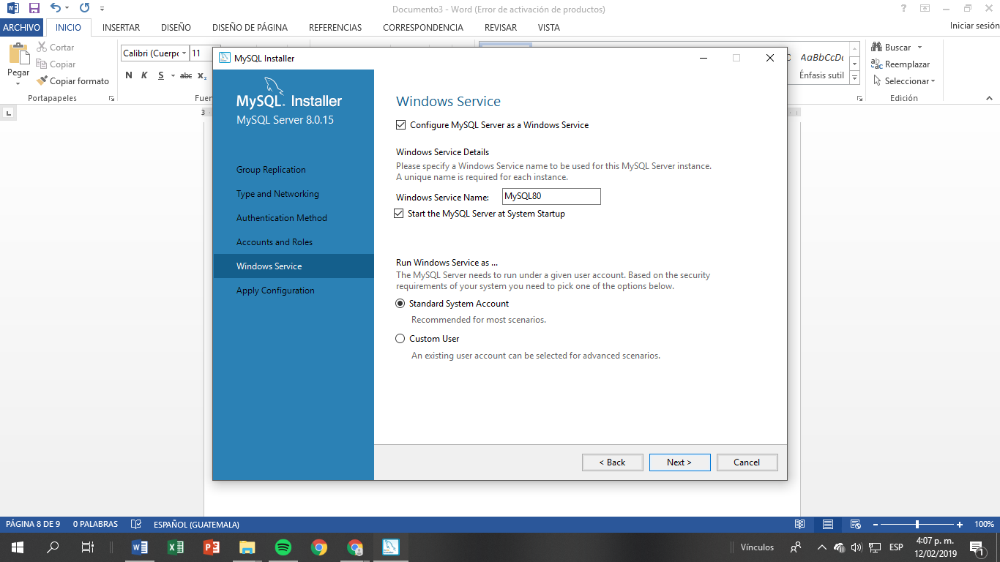 Documento3 - Word (Error de activación de productos)
ARCHIVO INICIO INSERTAR DISEÑO DISEÑO DE PÁGINA REFERENCIAS CORRESPONDENCIA REVISAR VISTA Iniciar sesión
Cortar
Copiar
Copiar formato
Pegar
Portapapeles
Calibri (Cuerpo 11
N K S abc x₂
Fuen
AaBbCcDc
Énfasis sutil
Buscar
Reemplazar
Seleccionar
Edición
3
MySQL Installer
MySQL Installer
MySQL Server 8.0.15
Group Replication
Type and Networking
Authentication Method
Accounts and Roles
Windows Service
Apply Configuration
Windows Service
Configure MySQL Server as a Windows Service
Windows Service Details
Please specify a Windows Service name to be used for this MySQL Server instance.
A unique name is required for each instance.
Windows Service Name: MySQL80
Start the MySQL Server at System Startup
Run Windows Service as ...
The MySQL Server needs to run under a given user account. Based on the security
requirements of your system you need to pick one of the options below.
Standard System Account
Recommended for most scenarios.
Custom User
An existing user account can be selected for advanced scenarios.
< Back Next > Cancel
PÁGINA 8 DE 9 0 PALABRAS ESPAÑOL (GUATEMALA) 100%
Vínculos ESP
4:07 p. m.
12/02/2019
1